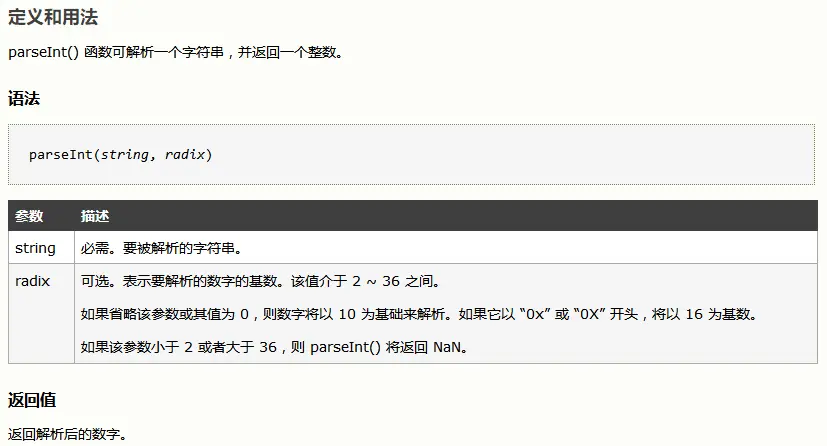 定义和用法
parseInt() 函数可解析一个字符串，并返回一个整数。
语法
parseInt(string, radix)
参数 描述
string 必需。要被解析的字符串。
radix 可选。表示要解析的数字的基数。该值介于 2 ~ 36 之间。
如果省略该参数或其值为 0，则数字将以 10 为基础来解析。如果它以 “0x” 或 “0X” 开头，将以 16 为基数。
如果该参数小于 2 或者大于 36，则 parseInt() 将返回 NaN。
返回值
返回解析后的数字。